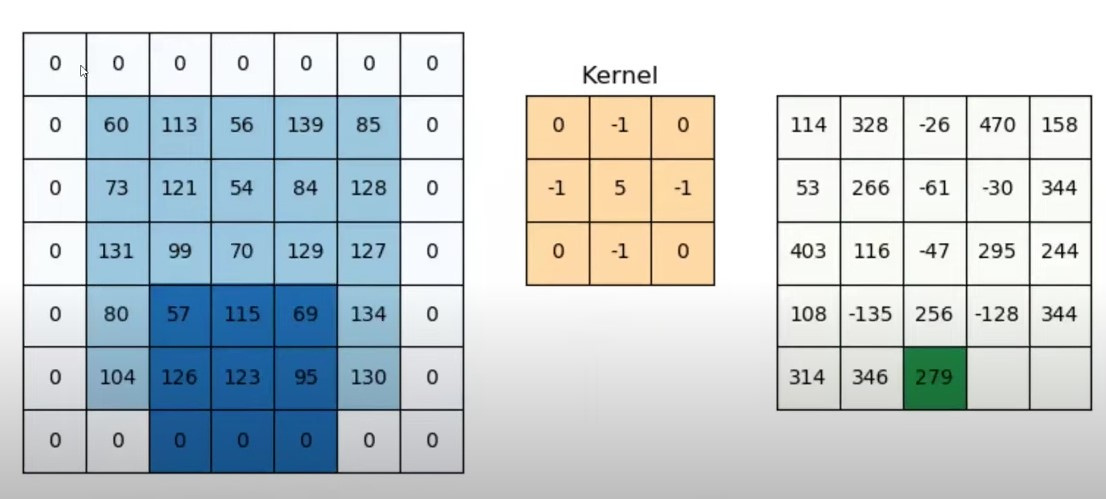 0 0 0 0 0 0 0
0 60 113 56 139 85 0
0 73 121 54 84 128 0
0 131 99 70 129 127 0
0 80 57 115 69 134 0
0 104 126 123 95 130 0
0 0 0 0 0 0 0
Kernel
0 -1 0
-1 5 -1
0 -1 0
114 328 -26 470 158
53 266 -61 -30 344
403 116 -47 295 244
108 -135 256 -128 344
314 346 279